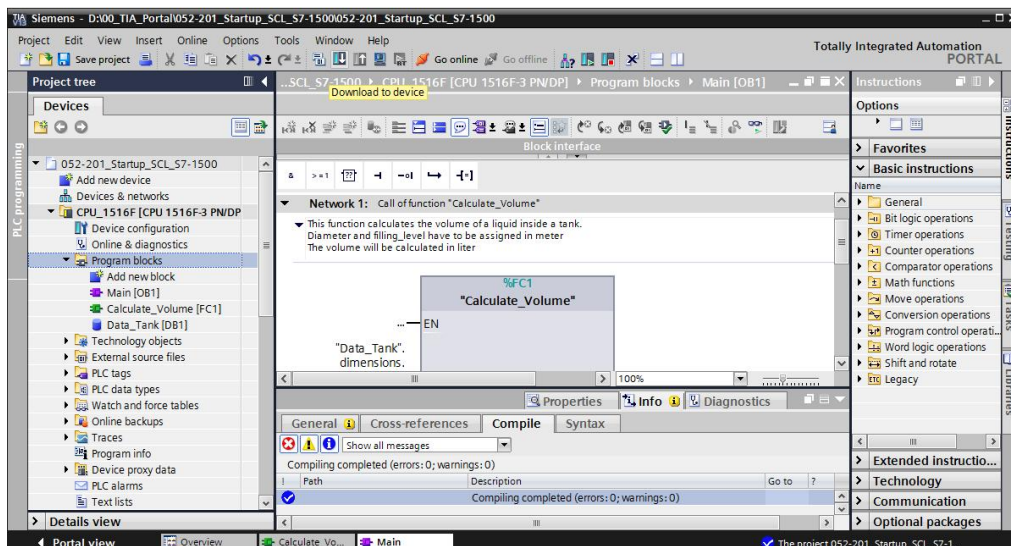 Siemens - D:\00_TIA_Portal\052-201_Startup_SCL_S7-1500\052-201_Startup_SCL_S7-1500
Project Edit View Insert Online Options Tools Window Help
Totally Integrated Automation
PORTAL
Save project Go online Go offline
Project tree
...SCL_S7-1500 CPU_1516F [CPU 1516F-3 PN/DP] Program blocks Main [OB1]
Download to device
Instructions
Devices
Options
Block interface
PLC programming
052-201_Startup_SCL_S7-1500
Add new device
Devices & networks
CPU_1516F [CPU 1516F-3 PN/DP
Device configuration
Online & diagnostics
Program blocks
Add new block
Main [OB1]
Calculate_Volume [FC1]
Data_Tank [DB1]
Technology objects
External source files
PLC tags
PLC data types
Watch and force tables
Online backups
Traces
Program info
Device proxy data
PLC alarms
Text lists
Details view
& >=1 ??
Network 1: Call of function "Calculate_Volume"
This function calculates the volume of a liquid inside a tank.
Diameter and filling_level have to be assigned in meter
The volume will be calculated in liter
%FC1
"Calculate_Volume"
... EN
"Data_Tank".
dimensions.
100%
Properties Info Diagnostics
General Cross-references Compile Syntax
Show all messages
Compiling completed (errors: 0; warnings: 0)
! Path Description Go to ?
Compiling completed (errors: 0; warnings: 0)
Favorites
Basic instructions
Name
General
Bit logic operations
Timer operations
Counter operations
Comparator operations
Math functions
Move operations
Conversion operations
Program control operati...
Word logic operations
Shift and rotate
Legacy
Extended instructio...
Technology
Communication
Optional packages
Instructions
Testing
Tasks
Libraries
Portal view Overview Calculate_Vo... Main
The project 052-201_Startup_SCL_S7-1